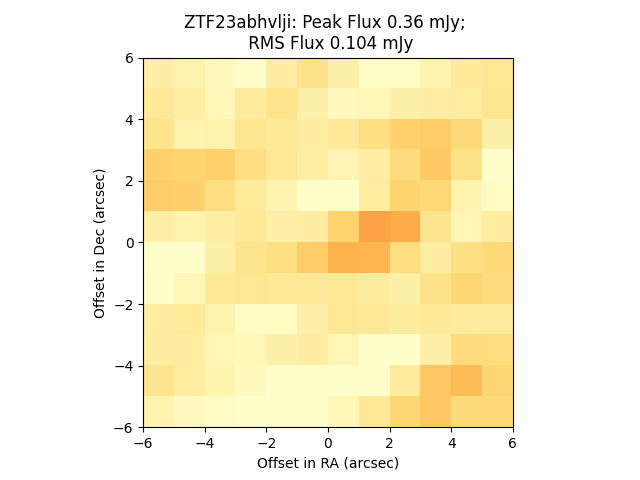 ZTF23abhvlji: Peak Flux 0.36 mJy;
RMS Flux 0.104 mJy
6
4
2
0
−2
−4
−6
Offset in Dec (arcsec)
−6 −4 −2 0 2 4 6
Offset in RA (arcsec)